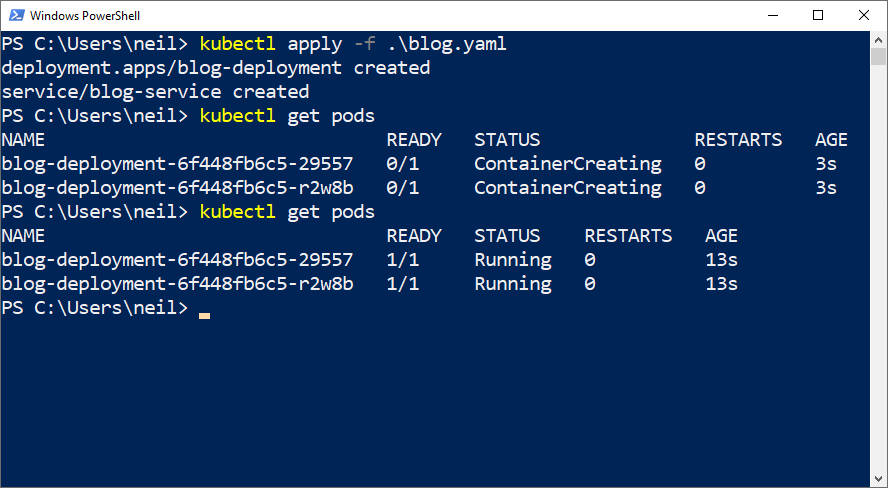 Windows PowerShell
PS C:\Users\neil> kubectl apply -f .\blog.yaml
deployment.apps/blog-deployment created
service/blog-service created
PS C:\Users\neil> kubectl get pods
NAME                               READY   STATUS              RESTARTS   AGE
blog-deployment-6f448fb6c5-29557   0/1     ContainerCreating   0          3s
blog-deployment-6f448fb6c5-r2w8b   0/1     ContainerCreating   0          3s
PS C:\Users\neil> kubectl get pods
NAME                               READY   STATUS    RESTARTS   AGE
blog-deployment-6f448fb6c5-29557   1/1     Running   0          13s
blog-deployment-6f448fb6c5-r2w8b   1/1     Running   0          13s
PS C:\Users\neil>